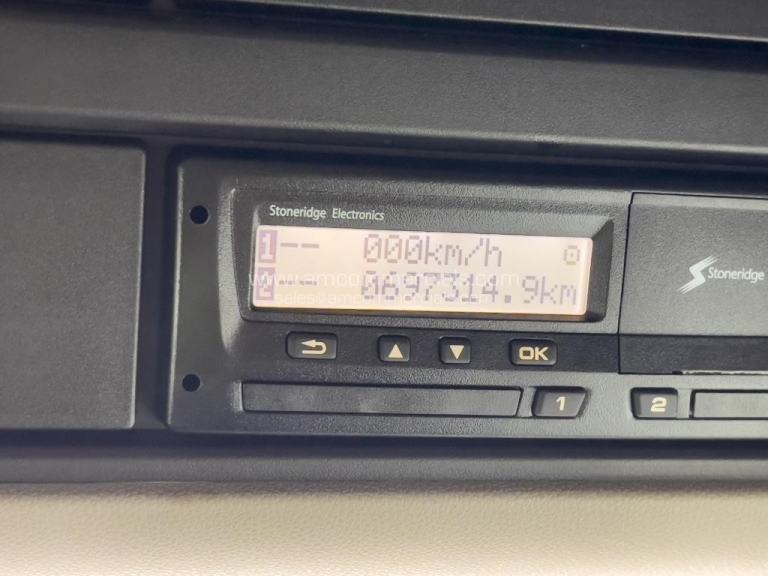 Stoneridge Electronics
1-- 000km/h
2-- 0697314.9km
Stoneridge
OK
1
2